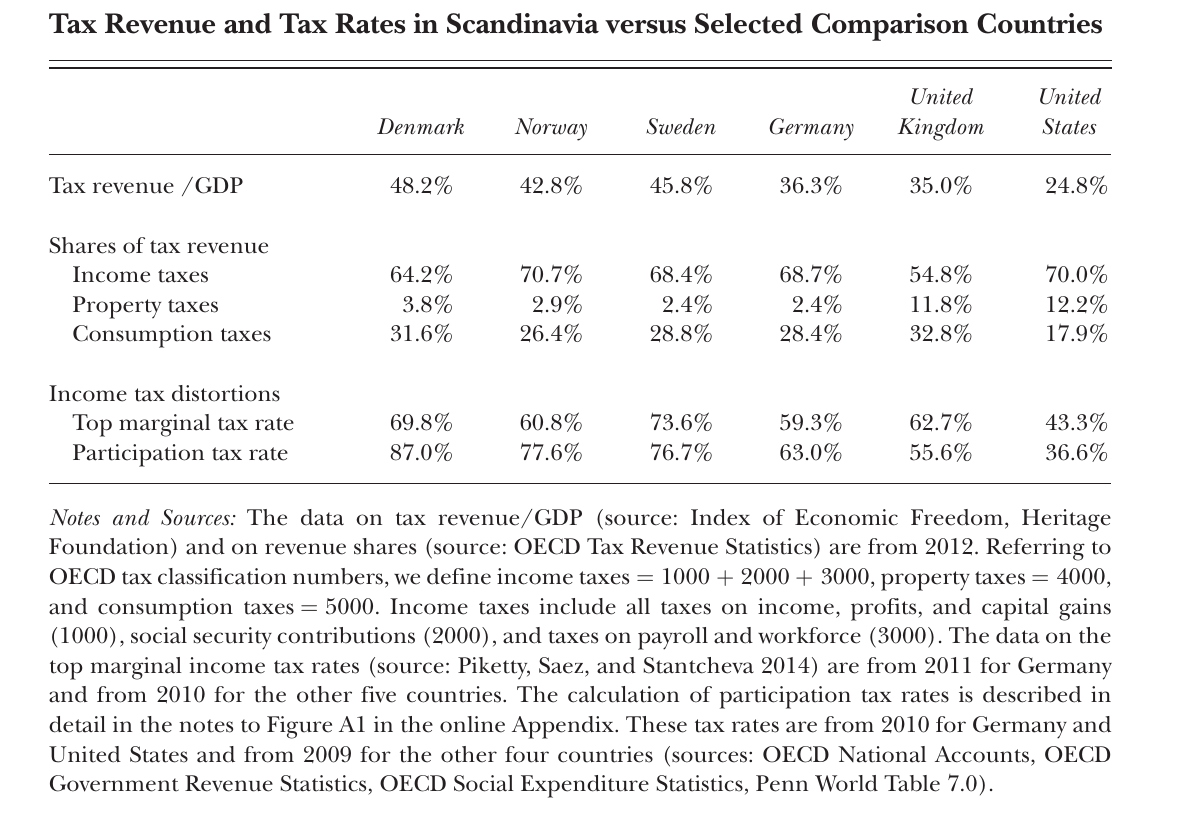 Tax Revenue and Tax Rates in Scandinavia versus Selected Comparison Countries
United United
Denmark Norway Sweden Germany Kingdom States
Tax revenue /GDP 48.2% 42.8% 45.8% 36.3% 35.0% 24.8%
Shares of tax revenue
Income taxes 64.2% 70.7% 68.4% 68.7% 54.8% 70.0%
Property taxes 3.8% 2.9% 2.4% 2.4% 11.8% 12.2%
Consumption taxes 31.6% 26.4% 28.8% 28.4% 32.8% 17.9%
Income tax distortions
Top marginal tax rate 69.8% 60.8% 73.6% 59.3% 62.7% 43.3%
Participation tax rate 87.0% 77.6% 76.7% 63.0% 55.6% 36.6%
Notes and Sources: The data on tax revenue/GDP (source: Index of Economic Freedom, Heritage
Foundation) and on revenue shares (source: OECD Tax Revenue Statistics) are from 2012. Referring to
OECD tax classification numbers, we define income taxes = 1000 + 2000 + 3000, property taxes = 4000,
and consumption taxes = 5000. Income taxes include all taxes on income, profits, and capital gains
(1000), social security contributions (2000), and taxes on payroll and workforce (3000). The data on the
top marginal income tax rates (source: Piketty, Saez, and Stantcheva 2014) are from 2011 for Germany
and from 2010 for the other five countries. The calculation of participation tax rates is described in
detail in the notes to Figure A1 in the online Appendix. These tax rates are from 2010 for Germany and
United States and from 2009 for the other four countries (sources: OECD National Accounts, OECD
Government Revenue Statistics, OECD Social Expenditure Statistics, Penn World Table 7.0).